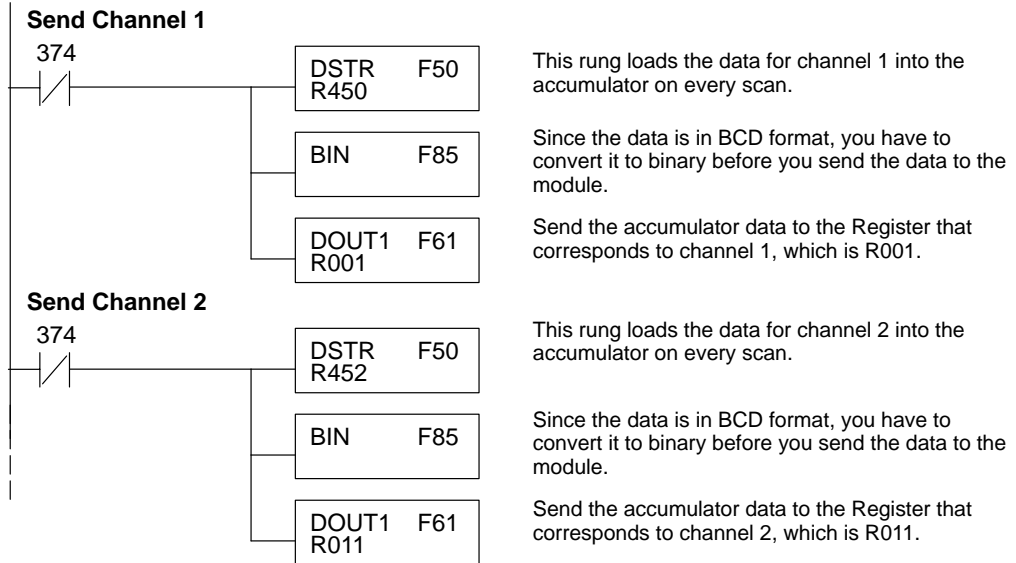 Send Channel 1
374
DSTR F50
R450
This rung loads the data for channel 1 into the
accumulator on every scan.
BIN F85
Since the data is in BCD format, you have to
convert it to binary before you send the data to the
module.
DOUT1 F61
R001
Send the accumulator data to the Register that
corresponds to channel 1, which is R001.
Send Channel 2
374
DSTR F50
R452
This rung loads the data for channel 2 into the
accumulator on every scan.
BIN F85
Since the data is in BCD format, you have to
convert it to binary before you send the data to the
module.
DOUT1 F61
R011
Send the accumulator data to the Register that
corresponds to channel 2, which is R011.